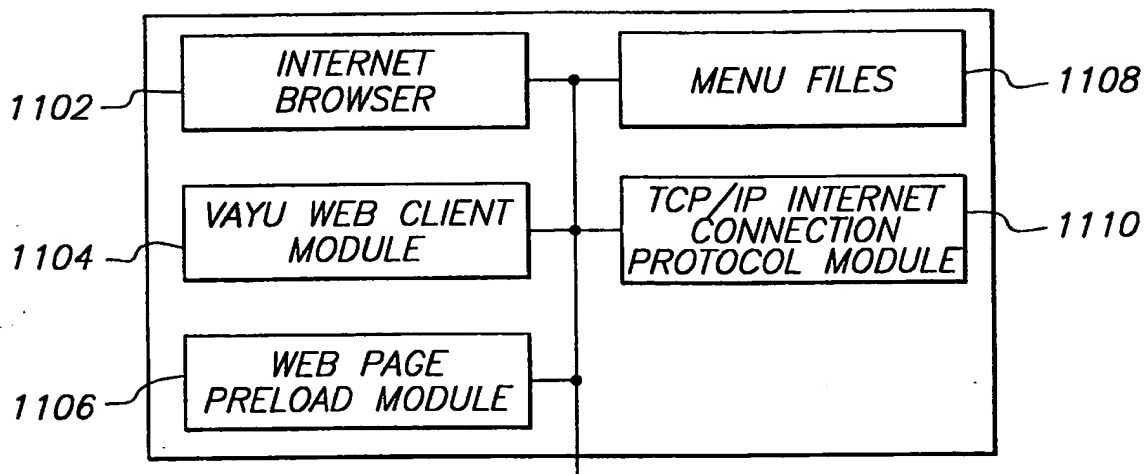 INTERNET
BROWSER
1102
MENU FILES
1108
VAYU WEB CLIENT
MODULE
1104
TCP/IP INTERNET
CONNECTION
PROTOCOL MODULE
1110
WEB PAGE
PRELOAD MODULE
1106